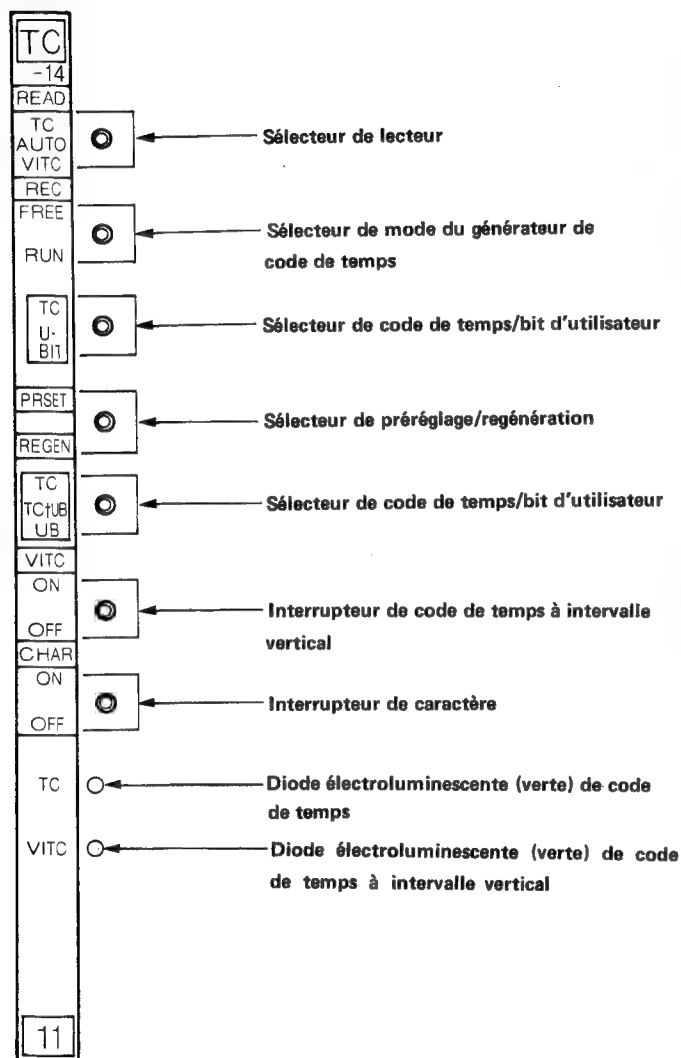 TC
-14
READ
TC
AUTO
VITC
Sélecteur de lecteur
REC
FREE
RUN
Sélecteur de mode du générateur de
code de temps
TC
U-
BIT
Sélecteur de code de temps/bit d'utilisateur
PRSET
REGEN
Sélecteur de préréglage/regénération
TC
TC†UB
UB
Sélecteur de code de temps/bit d'utilisateur
VITC
ON
OFF
Interrupteur de code de temps à intervalle
vertical
CHAR
ON
OFF
Interrupteur de caractère
TC
Diode électroluminescente (verte) de code
de temps
VITC
Diode électroluminescente (verte) de code
de temps à intervalle vertical
11